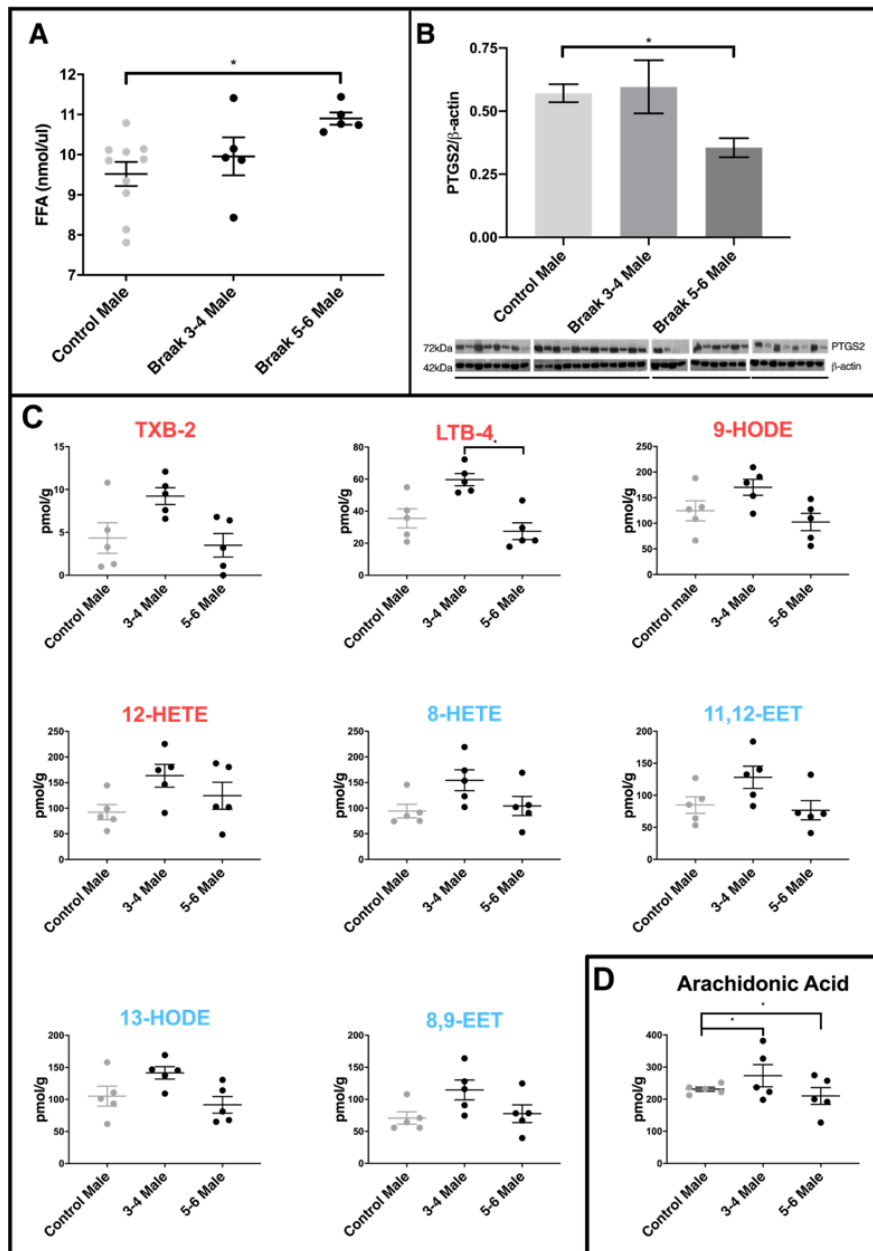 A
*
FFA (nmol/ul)
12
11
10
9
8
7
Control Male
Braak 3-4 Male
Braak 5-6 Male
B
*
PTGS2/β-actin
0.75
0.50
0.25
0.00
Control Male
Braak 3-4 Male
Braak 5-6 Male
72kDa
PTGS2
42kDa
β-actin
C
TXB-2
pmol/g
15
10
5
0
Control Male
3-4 Male
5-6 Male
LTB-4
*
pmol/g
80
60
40
20
0
Control Male
3-4 Male
5-6 Male
9-HODE
pmol/g
250
200
150
100
50
0
Control male
3-4 Male
5-6 Male
12-HETE
pmol/g
250
200
150
100
50
0
Control Male
3-4 Male
5-6 Male
8-HETE
pmol/g
250
200
150
100
50
0
Control Male
3-4 Male
5-6 Male
11,12-EET
pmol/g
200
150
100
50
0
Control Male
3-4 Male
5-6 Male
13-HODE
pmol/g
200
150
100
50
0
Control Male
3-4 Male
5-6 Male
8,9-EET
pmol/g
200
150
100
50
0
Control Male
3-4 Male
5-6 Male
D
Arachidonic Acid
*
*
pmol/g
400
300
200
100
0
Control Male
3-4 Male
5-6 Male